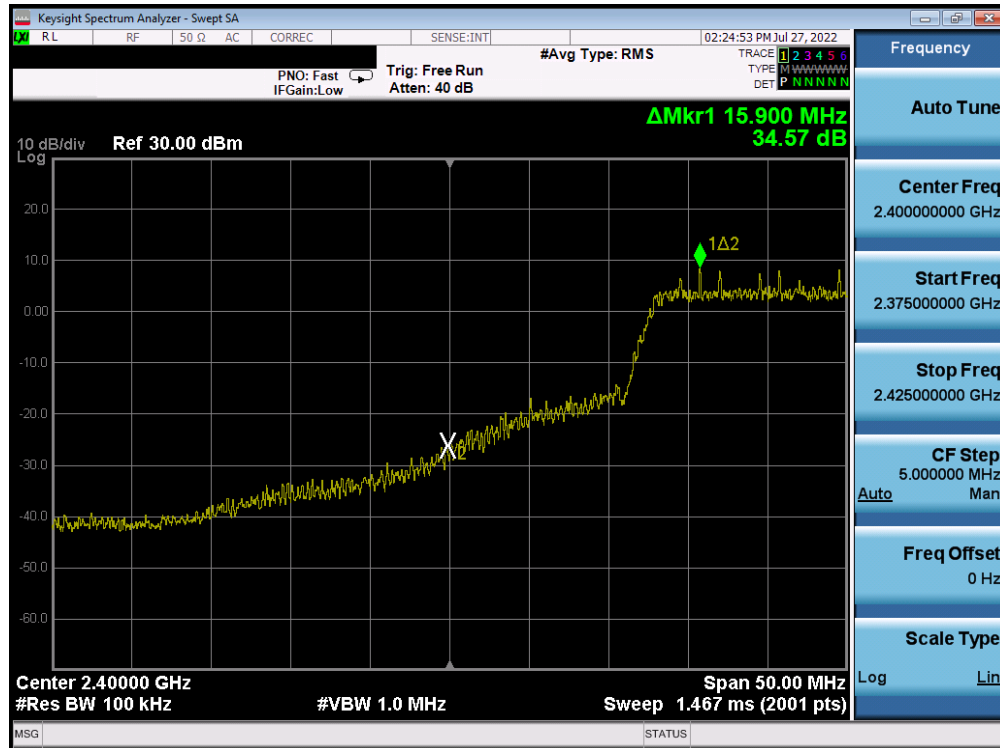 Keysight Spectrum Analyzer - Swept SA
LXI RL RF 50 Ω AC CORREC SENSE:INT 02:24:53 PM Jul 27, 2022
#Avg Type: RMS
TRACE 1 2 3 4 5 6
PNO: Fast Trig: Free Run
TYPE M WWWWW
IFGain:Low Atten: 40 dB
DET P N N N N N
ΔMkr1 15.900 MHz
34.57 dB
10 dB/div Ref 30.00 dBm
Log
1Δ2
20.0
10.0
0.00
-10.0
-20.0
2
-30.0
-40.0
-50.0
-60.0
Center 2.40000 GHz Span 50.00 MHz
#Res BW 100 kHz #VBW 1.0 MHz Sweep 1.467 ms (2001 pts)
MSG STATUS
Frequency
Auto Tune
Center Freq
2.400000000 GHz
Start Freq
2.375000000 GHz
Stop Freq
2.425000000 GHz
CF Step
5.000000 MHz
Auto Man
Freq Offset
0 Hz
Scale Type
Log Lin